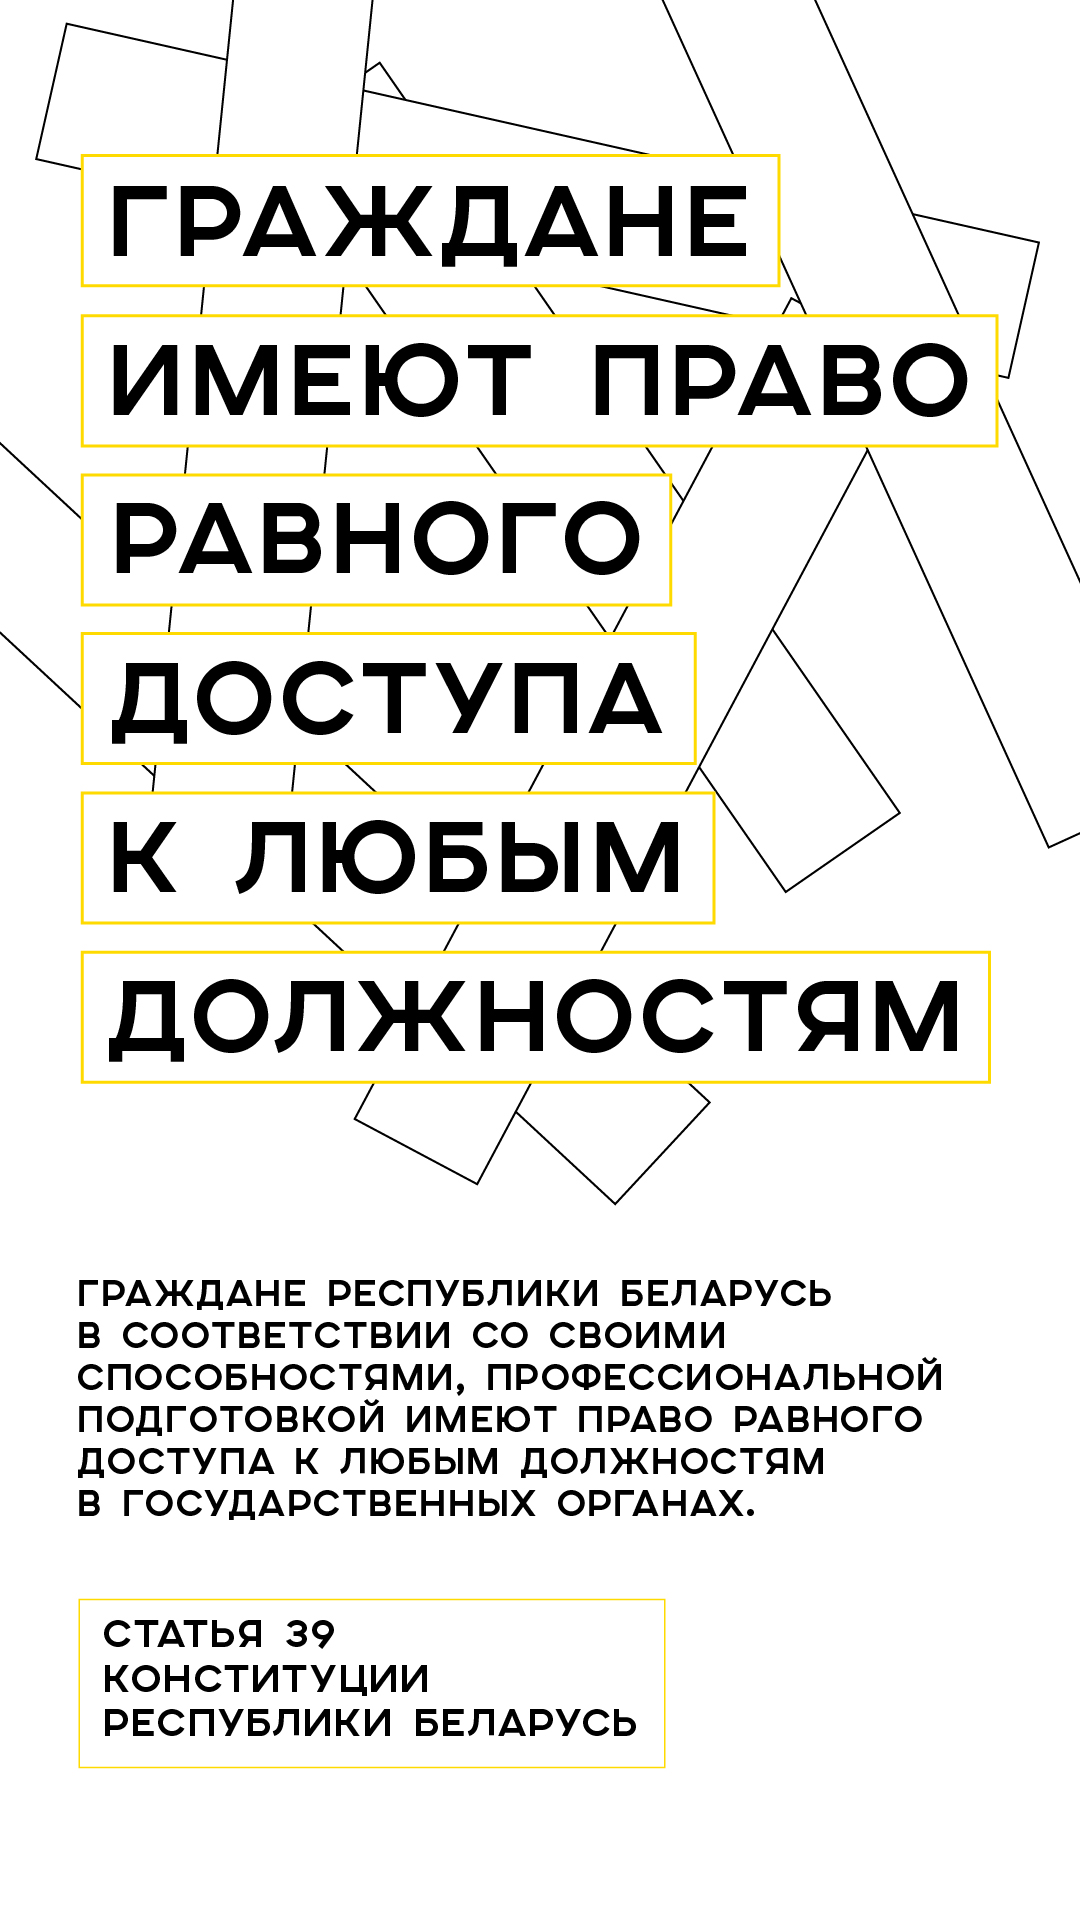 ГРАЖДАНЕ
ИМЕЮТ ПРАВО
РАВНОГО
ДОСТУПА
К ЛЮБЫМ
ДОЛЖНОСТЯМ
ГРАЖДАНЕ РЕСПУБЛИКИ БЕЛАРУСЬ
В СООТВЕТСТВИИ СО СВОИМИ
СПОСОБНОСТЯМИ, ПРОФЕССИОНАЛЬНОЙ
ПОДГОТОВКОЙ ИМЕЮТ ПРАВО РАВНОГО
ДОСТУПА К ЛЮБЫМ ДОЛЖНОСТЯМ
В ГОСУДАРСТВЕННЫХ ОРГАНАХ.
СТАТЬЯ 39
КОНСТИТУЦИИ
РЕСПУБЛИКИ БЕЛАРУСЬ